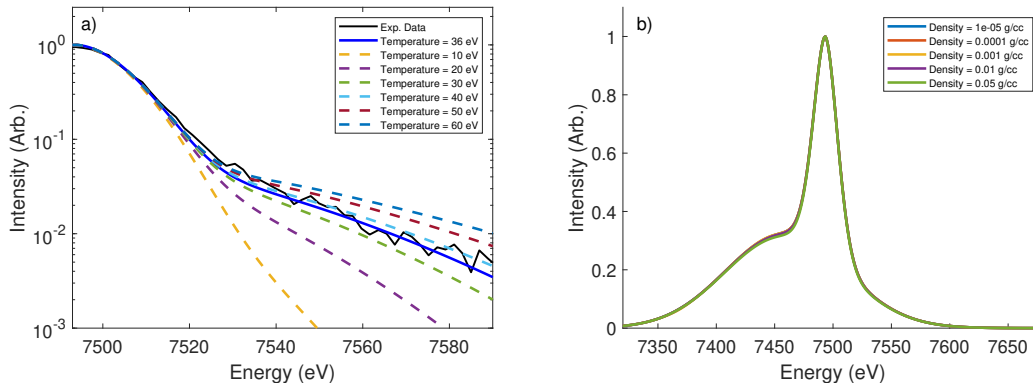 a)
Exp. Data
Temperature = 36 eV
Temperature = 10 eV
Temperature = 20 eV
Temperature = 30 eV
Temperature = 40 eV
Temperature = 50 eV
Temperature = 60 eV
10^0
10^-1
10^-2
10^-3
Intensity (Arb.)
7500 7520 7540 7560 7580
Energy (eV)
b)
Density = 1e-05 g/cc
Density = 0.0001 g/cc
Density = 0.001 g/cc
Density = 0.01 g/cc
Density = 0.05 g/cc
1
0.8
0.6
0.4
0.2
0
Intensity (Arb.)
7350 7400 7450 7500 7550 7600 7650
Energy (eV)